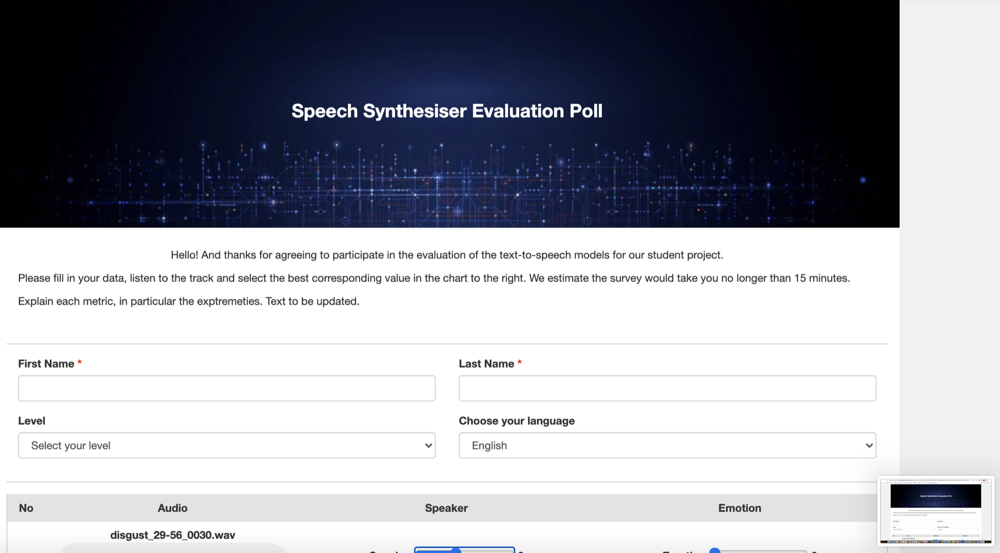 Speech Synthesiser Evaluation Poll
Hello! And thanks for agreeing to participate in the evaluation of the text-to-speech models for our student project.
Please fill in your data, listen to the track and select the best corresponding value in the chart to the right. We estimate the survey would take you no longer than 15 minutes.
Explain each metric, in particular the exptremeties. Text to be updated.
First Name *
Last Name *
Level
Choose your language
Select your level
English
No
Audio
Speaker
Emotion
disgust_29-56_0030.wav